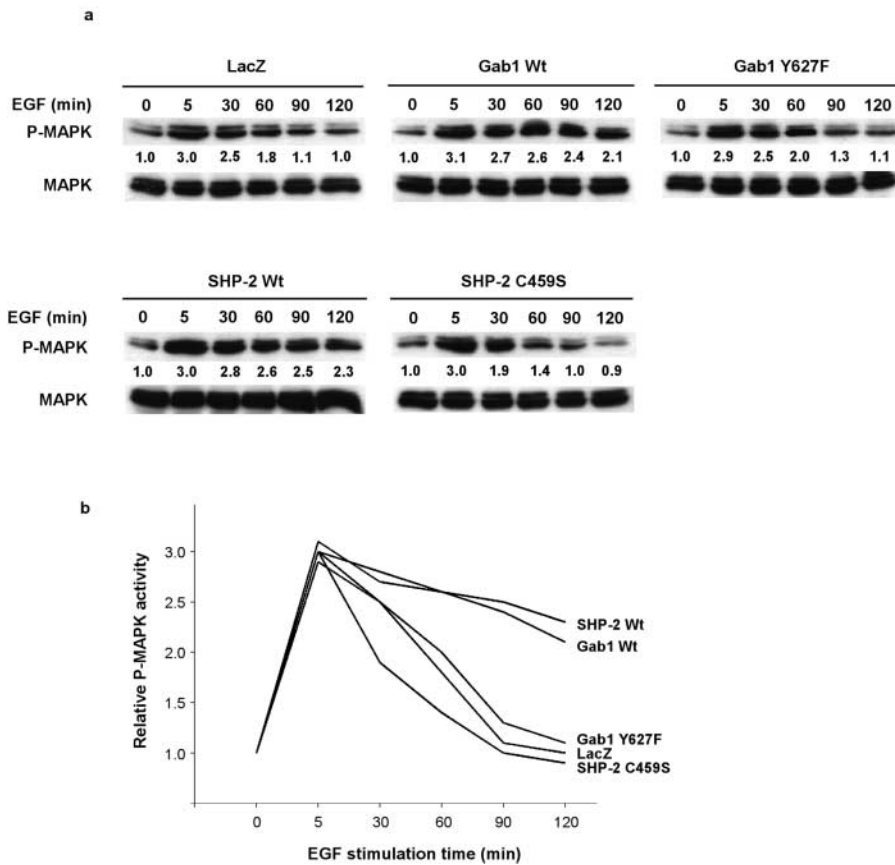 a
LacZ
Gab1 Wt
Gab1 Y627F
EGF (min) 0 5 30 60 90 120 0 5 30 60 90 120 0 5 30 60 90 120
P-MAPK
1.0 3.0 2.5 1.8 1.1 1.0 1.0 3.1 2.7 2.6 2.4 2.1 1.0 2.9 2.5 2.0 1.3 1.1
MAPK
SHP-2 Wt
SHP-2 C459S
EGF (min) 0 5 30 60 90 120 0 5 30 60 90 120
P-MAPK
1.0 3.0 2.8 2.6 2.5 2.3 1.0 3.0 1.9 1.4 1.0 0.9
MAPK
b
Relative P-MAPK activity
3.0
2.5
2.0
1.5
1.0
SHP-2 Wt
Gab1 Wt
Gab1 Y627F
LacZ
SHP-2 C459S
0 5 30 60 90 120
EGF stimulation time (min)